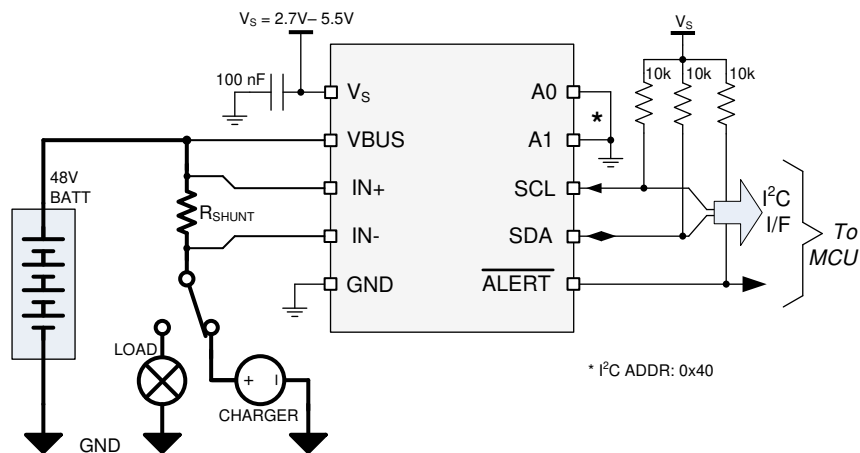 V_S = 2.7V– 5.5V
V_S
100 nF
V_S
A0
10k
10k
10k
*
VBUS
A1
48V
BATT
IN+
SCL
I²C
I/F
R_SHUNT
IN-
SDA
To
MCU
GND
ALERT
LOAD
+
CHARGER
* I²C ADDR: 0x40
GND